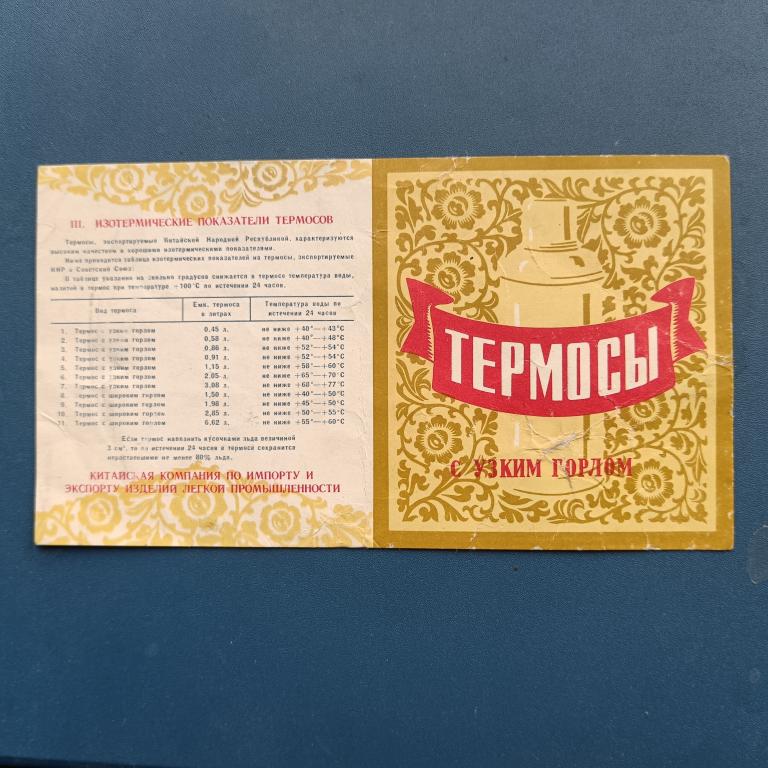 III. ИЗОТЕРМИЧЕСКИЕ ПОКАЗАТЕЛИ ТЕРМОСОВ
Термосы, экспортируемые Китайской Народной Республикой, характеризуются
высоким качеством и хорошими изотермическими показателями.
Ниже приводится таблица изотермических показателей на термосы, экспортируемые
КНР в Советский Союз:
В таблице указано на сколько градусов снижается в термосе температура воды,
налитой в термос при температуре +100°C по истечении 24 часов.
Вид термоса Емк. термоса в литрах Температура воды по истечении 24 часов
1. Термос с узким горлом 0,45 л. не ниже +40°—+43°C
2. Термос с узким горлом 0,58 л. не ниже +40°—+48°C
3. Термос с узким горлом 0,86 л. не ниже +52°—+54°C
4. Термос с узким горлом 0,91 л. не ниже +52°—+54°C
5. Термос с узким горлом 1,15 л. не ниже +58°—+60°C
6. Термос с узким горлом 2,05 л. не ниже +65°—+70°C
7. Термос с узким горлом 3,08 л. не ниже +68°—+77°C
8. Термос с широким горлом 1,50 л. не ниже +40°—+50°C
9. Термос с широким горлом 1,98 л. не ниже +45°—+50°C
10. Термос с широким горлом 2,85 л. не ниже +50°—+55°C
11. Термос с широким горлом 6,62 л. не ниже +55°—+60°C
Если термос наполнить кусочками льда величиной
3 см³, то по истечении 24 часов в термосе сохранится
нерастаявшими не менее 80% льда.
КИТАЙСКАЯ КОМПАНИЯ ПО ИМПОРТУ И
ЭКСПОРТУ ИЗДЕЛИЙ ЛЕГКОЙ ПРОМЫШЛЕННОСТИ
ТЕРМОСЫ
С УЗКИМ ГОРЛОМ